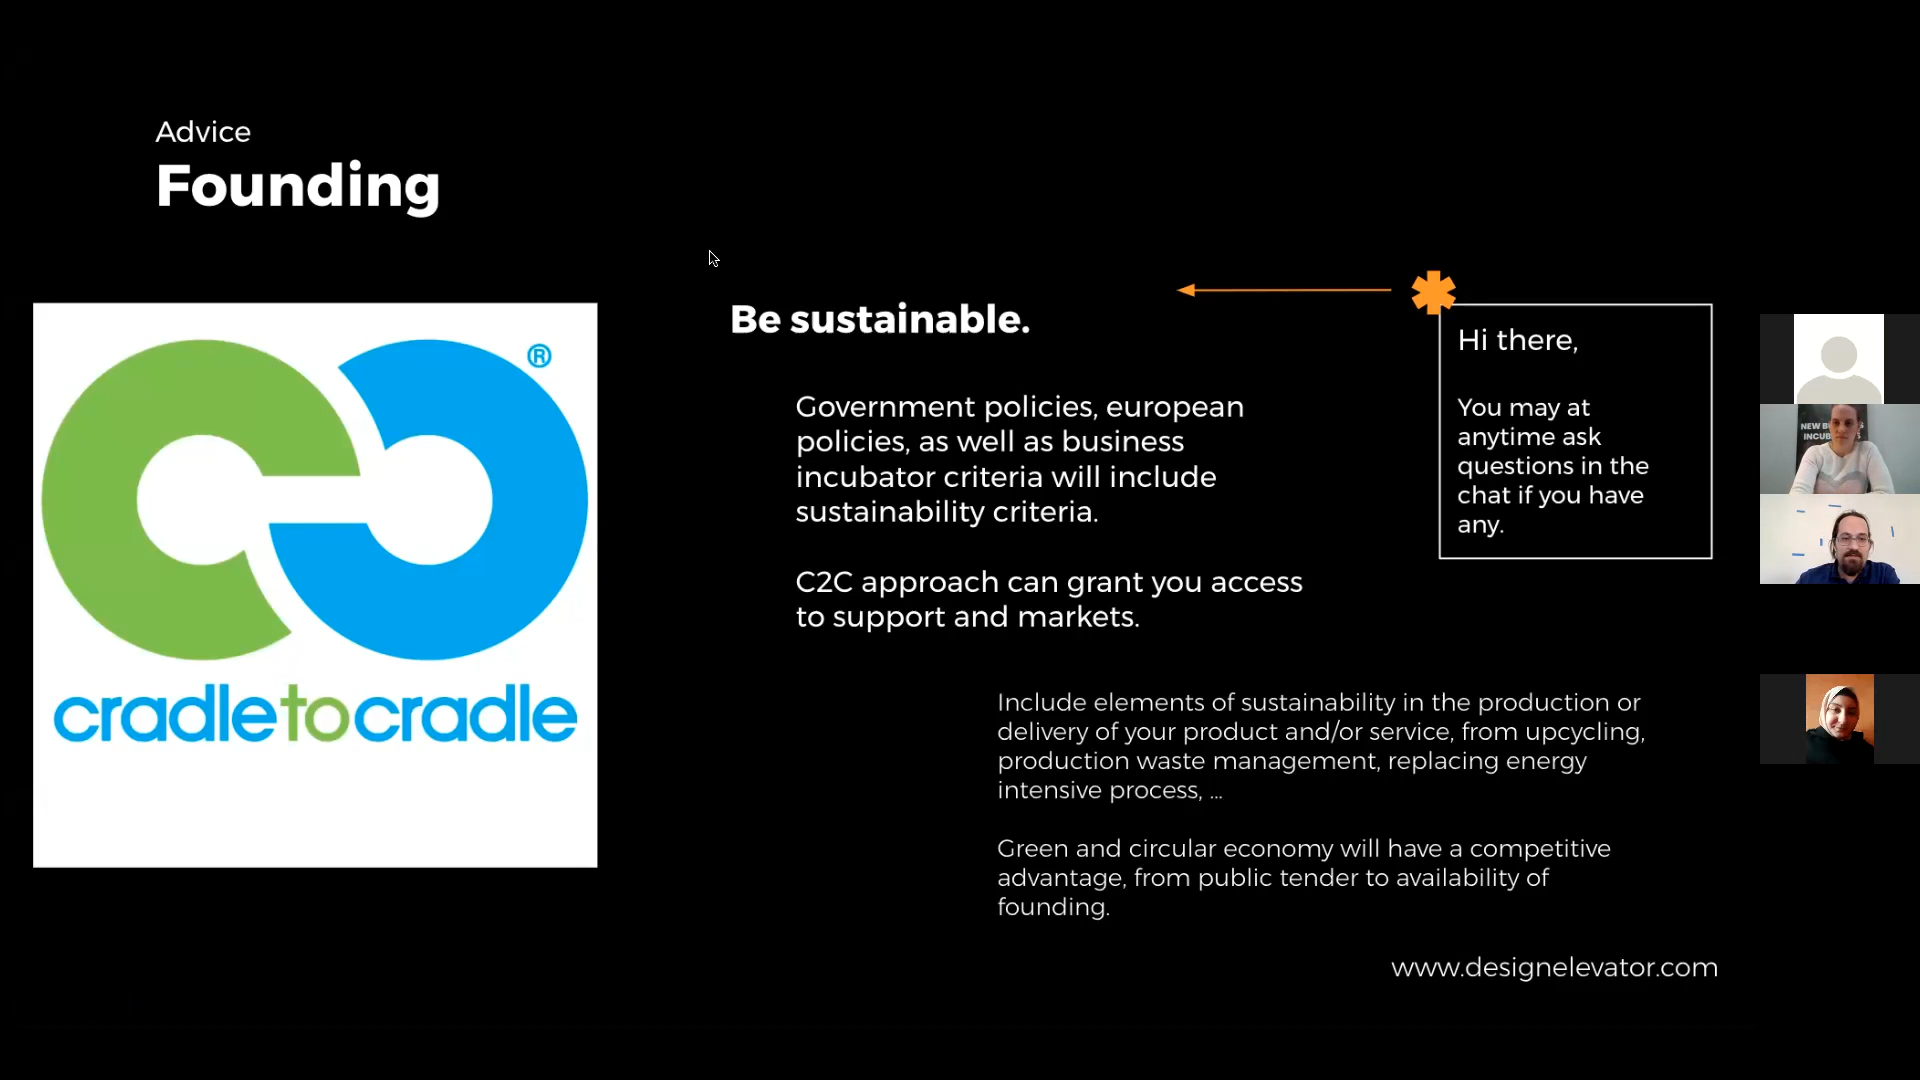 Advice
Founding
Be sustainable.
Government policies, european
policies, as well as business
incubator criteria will include
sustainability criteria.
C2C approach can grant you access
to support and markets.
Include elements of sustainability in the production or
delivery of your product and/or service, from upcycling,
production waste management, replacing energy
intensive process, ...
Green and circular economy will have a competitive
advantage, from public tender to availability of
founding.
Hi there,
You may at
anytime ask
questions in the
chat if you have
any.
®
cradletocradle
www.designelevator.com
NEW